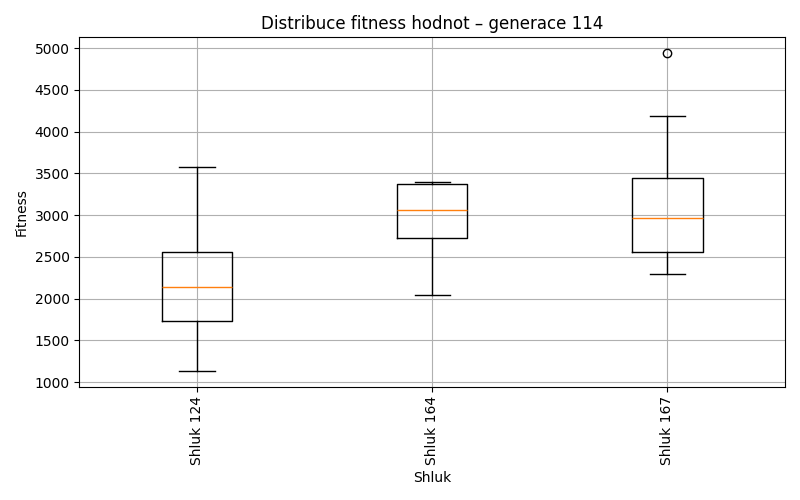 Distribuce fitness hodnot – generace 114
5000
4500
4000
3500
3000
2500
2000
1500
1000
Fitness
Shluk 124
Shluk 164
Shluk 167
Shluk